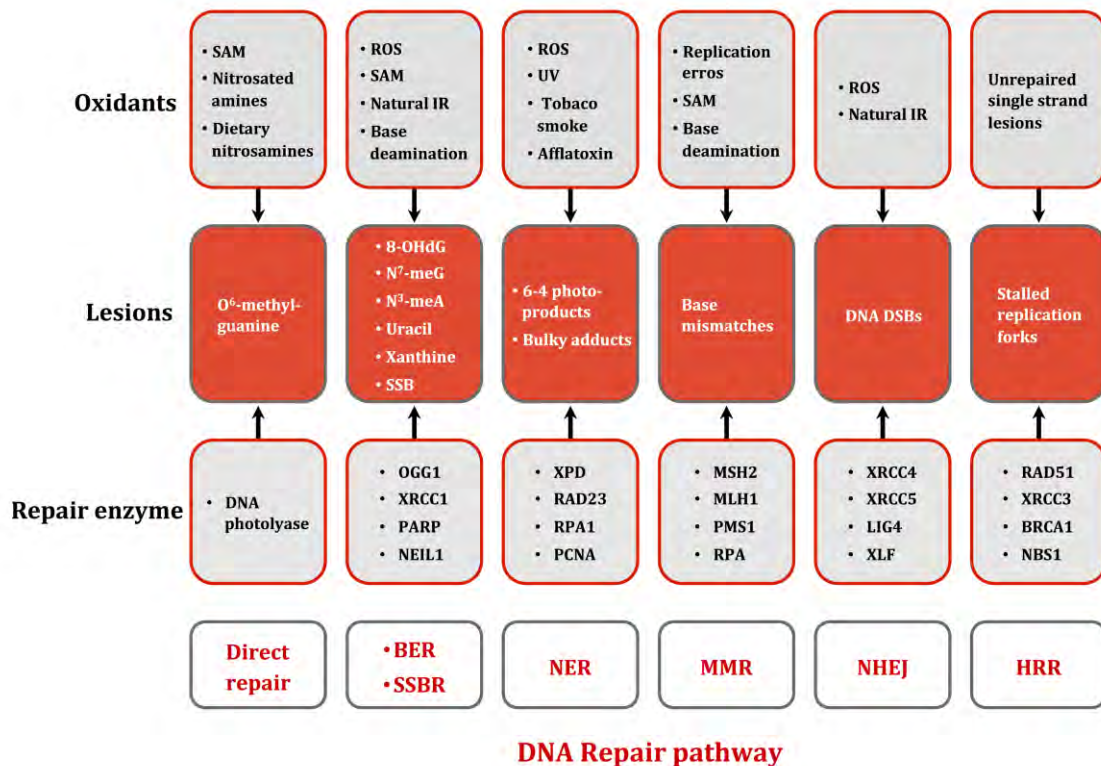 Oxidants
• SAM
• Nitrosated
amines
• Dietary
nitrosamines
• ROS
• SAM
• Natural IR
• Base
deamination
• ROS
• UV
• Tobaco
smoke
• Afflatoxin
• Replication
erros
• SAM
• Base
deamination
• ROS
• Natural IR
Unrepaired
single strand
lesions
Lesions
O⁶-methyl-
guanine
• 8-OHdG
• N⁷-meG
• N³-meA
• Uracil
• Xanthine
• SSB
• 6-4 photo-
products
• Bulky adducts
Base
mismatches
DNA DSBs
Stalled
replication
forks
Repair enzyme
• DNA
photolyase
• OGG1
• XRCC1
• PARP
• NEIL1
• XPD
• RAD23
• RPA1
• PCNA
• MSH2
• MLH1
• PMS1
• RPA
• XRCC4
• XRCC5
• LIG4
• XLF
• RAD51
• XRCC3
• BRCA1
• NBS1
Direct
repair
• BER
• SSBR
NER
MMR
NHEJ
HRR
DNA Repair pathway